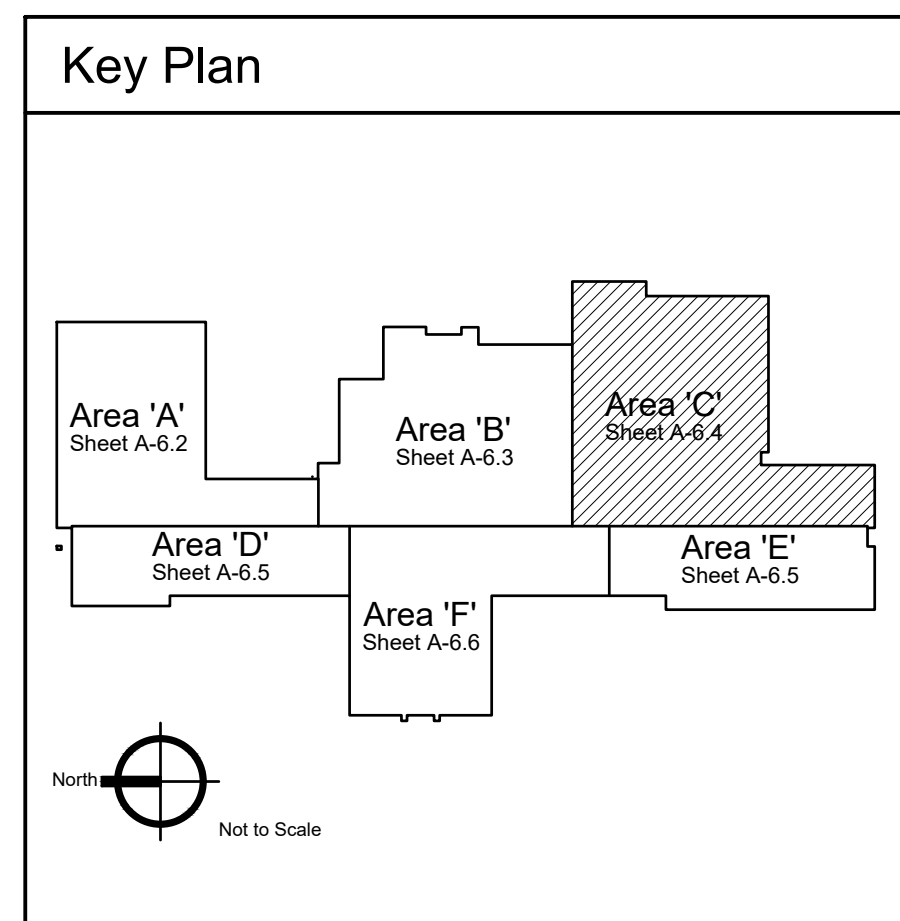 Key Plan
Area 'A'
Sheet A-6.2
Area 'B'
Sheet A-6.3
Area 'C'
Sheet A-6.4
Area 'D'
Sheet A-6.5
Area 'E'
Sheet A-6.5
Area 'F'
Sheet A-6.6
North
Not to Scale